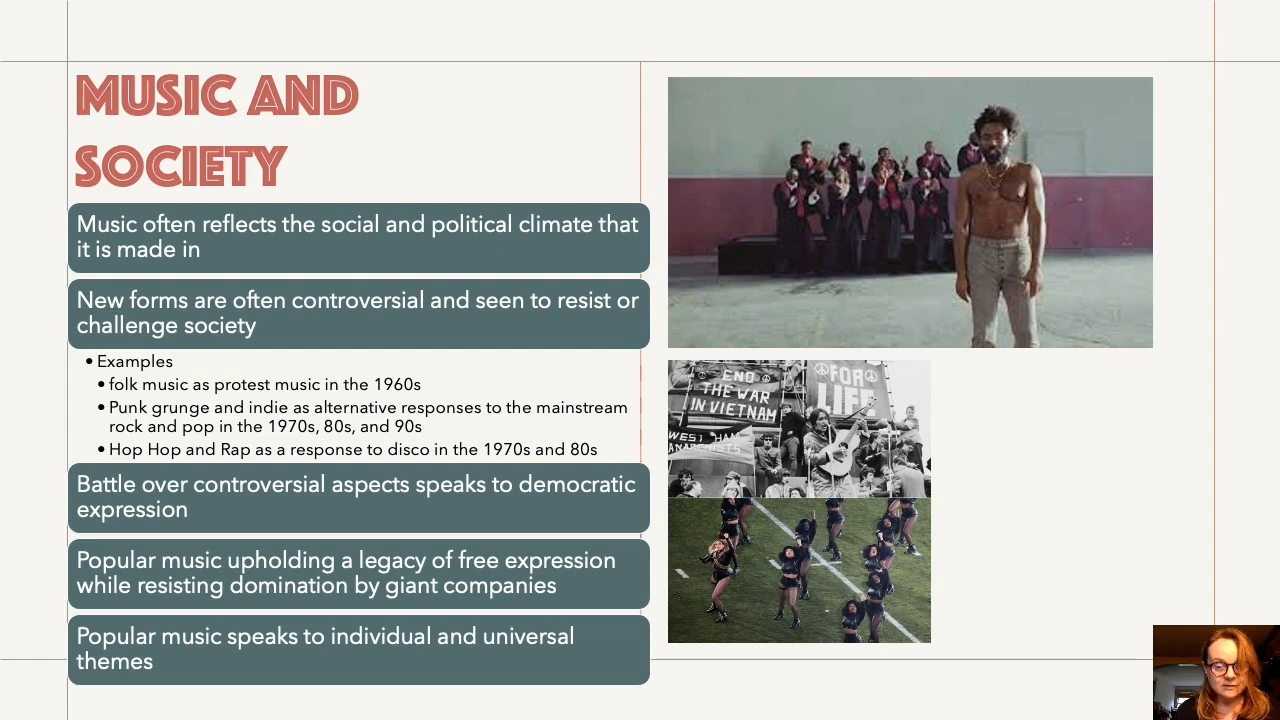 MUSIC AND
SOCIETY
Music often reflects the social and political climate that
it is made in
New forms are often controversial and seen to resist or
challenge society
• Examples
• folk music as protest music in the 1960s
• Punk grunge and indie as alternative responses to the mainstream
rock and pop in the 1970s, 80s, and 90s
• Hop Hop and Rap as a response to disco in the 1970s and 80s
Battle over controversial aspects speaks to democratic
expression
Popular music upholding a legacy of free expression
while resisting domination by giant companies
Popular music speaks to individual and universal
themes
END
THE WAR
IN VIETNAM
FOR
LIFE
WEST HAM
ANARCHISTS